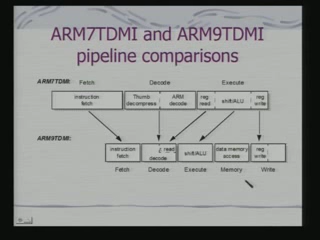 ARM7TDMI and ARM9TDMI
pipeline comparisons
ARM7TDMI: Fetch Decode Execute
instruction fetch Thumb decompress ARM decode reg read shift/ALU reg write
ARM9TDMI:
instruction fetch r. read decode shift/ALU data memory access reg write
Fetch Decode Execute Memory Write